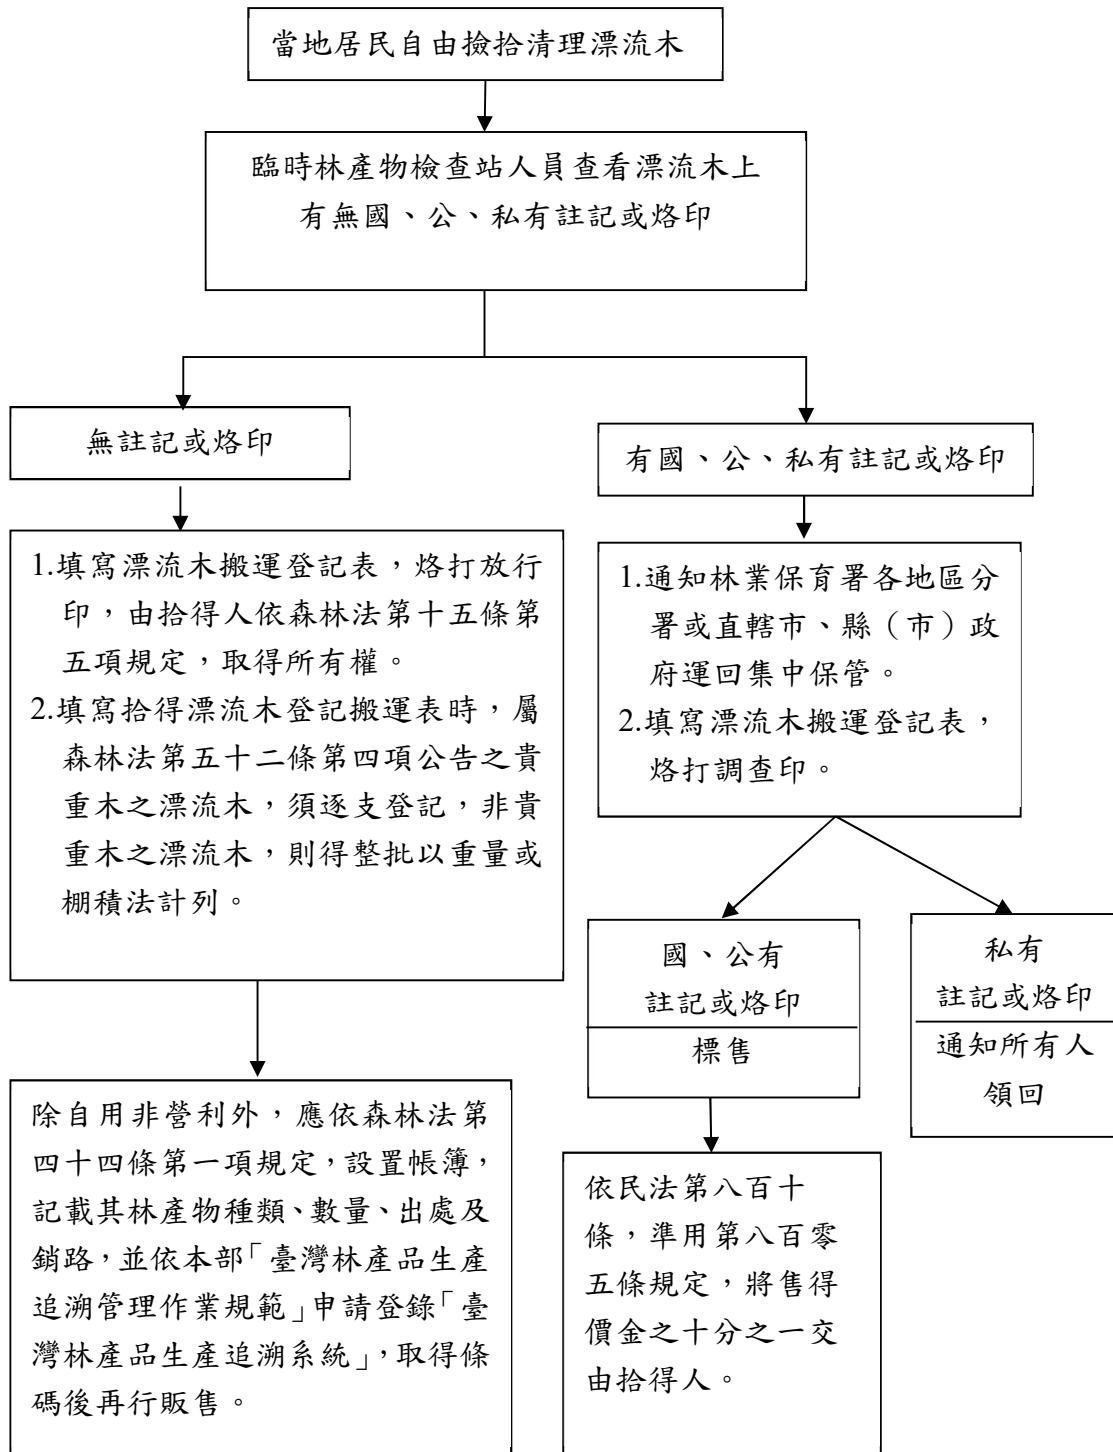 當地居民自由撿拾清理漂流木
臨時林產物檢查站人員查看漂流木上
有無國、公、私有註記或烙印
無註記或烙印
有國、公、私有註記或烙印
1.填寫漂流木搬運登記表，烙打放行
印，由拾得人依森林法第十五條第
五項規定，取得所有權。
2.填寫拾得漂流木登記搬運表時，屬
森林法第五十二條第四項公告之貴
重木之漂流木，須逐支登記，非貴
重木之漂流木，則得整批以重量或
棚積法計列。
1.通知林業保育署各地區分
署或直轄市、縣（市）政
府運回集中保管。
2.填寫漂流木搬運登記表，
烙打調查印。
國、公有
註記或烙印
標售
私有
註記或烙印
通知所有人
領回
除自用非營利外，應依森林法第
四十四條第一項規定，設置帳簿，
記載其林產物種類、數量、出處及
銷路，並依本部「臺灣林產品生產
追溯管理作業規範」申請登錄「臺
灣林產品生產追溯系統」，取得條
碼後再行販售。
依民法第八百十
條，準用第八百零
五條規定，將售得
價金之十分之一交
由拾得人。